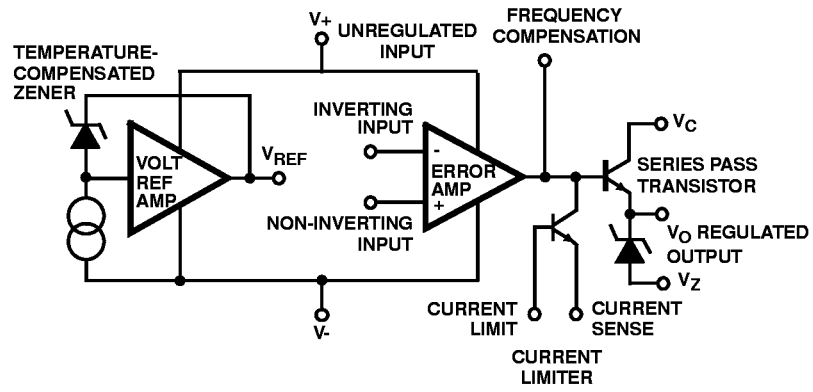 FREQUENCY
COMPENSATION
V+
UNREGULATED
INPUT
TEMPERATURE-
COMPENSATED
ZENER
INVERTING
INPUT
VC
VOLT
REF
AMP
VREF
-
ERROR
AMP
+
SERIES PASS
TRANSISTOR
NON-INVERTING
INPUT
VO REGULATED
OUTPUT
VZ
V-
CURRENT
LIMIT
CURRENT
SENSE
CURRENT
LIMITER